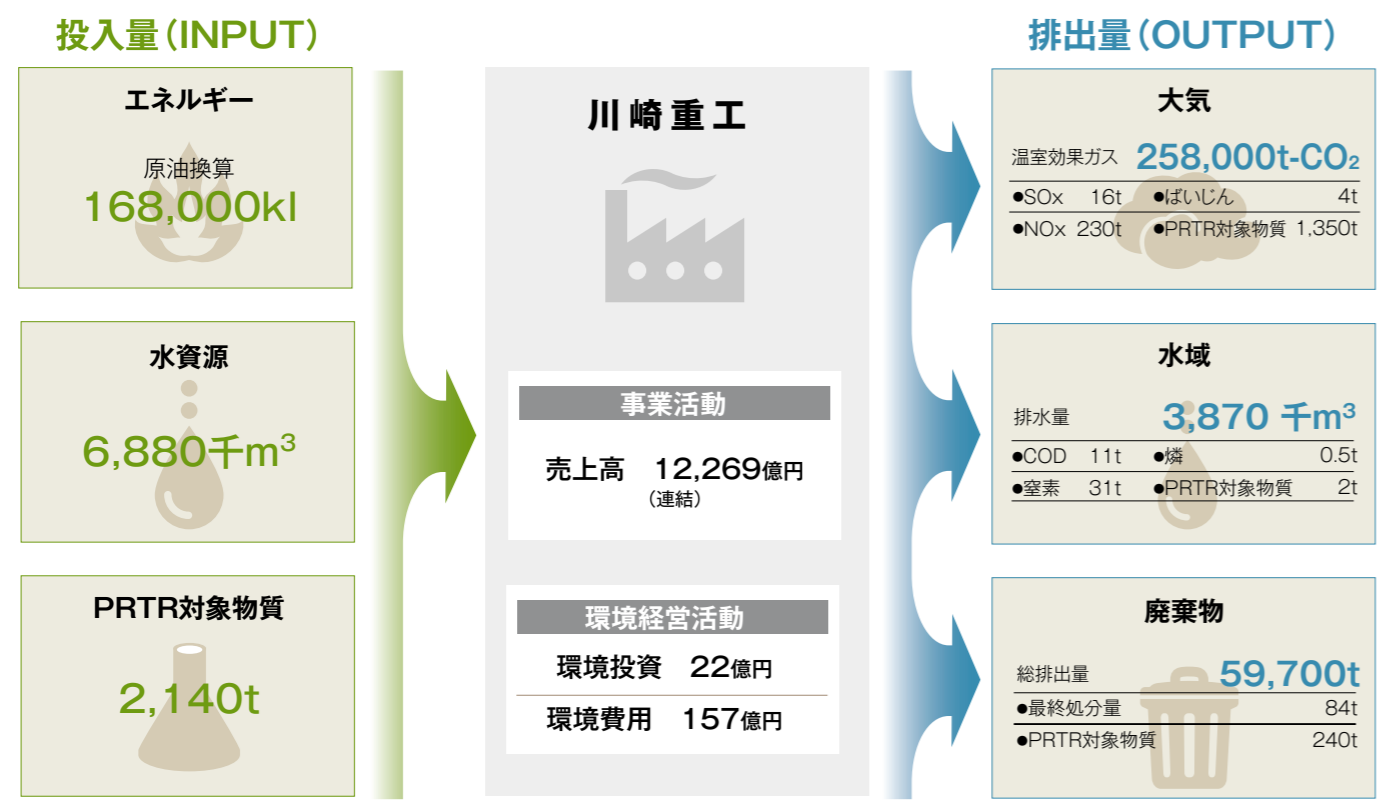 投入量(INPUT)
エネルギー
原油換算
168,000kl
水資源
6,880千m³
PRTR対象物質
2,140t
川崎重工
事業活動
売上高 12,269億円
(連結)
環境経営活動
環境投資 22億円
環境費用 157億円
排出量(OUTPUT)
大気
温室効果ガス 258,000t-CO₂
●SOx 16t ●ばいじん 4t
●NOx 230t ●PRTR対象物質 1,350t
水域
排水量 3,870 千m³
●COD 11t ●燐 0.5t
●窒素 31t ●PRTR対象物質 2t
廃棄物
総排出量 59,700t
●最終処分量 84t
●PRTR対象物質 240t